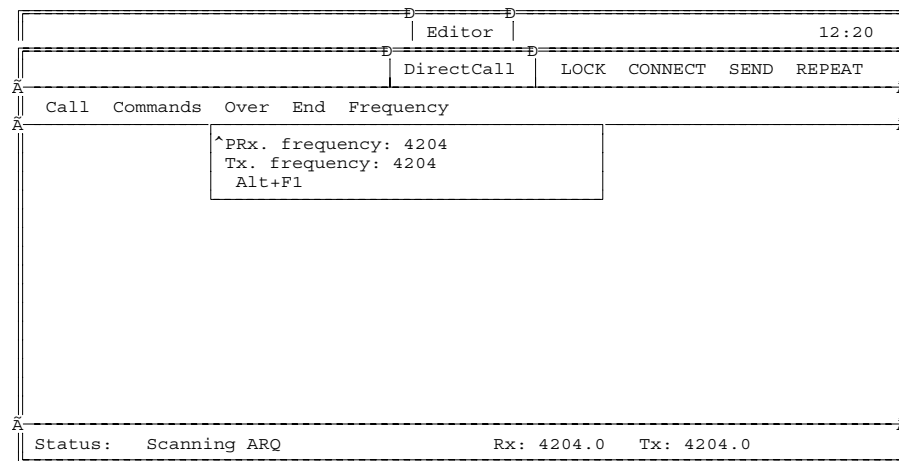 Editor 12:20
DirectCall LOCK CONNECT SEND REPEAT
Call Commands Over End Frequency
^PRx. frequency: 4204
Tx. frequency: 4204
Alt+F1
Status: Scanning ARQ Rx: 4204.0 Tx: 4204.0